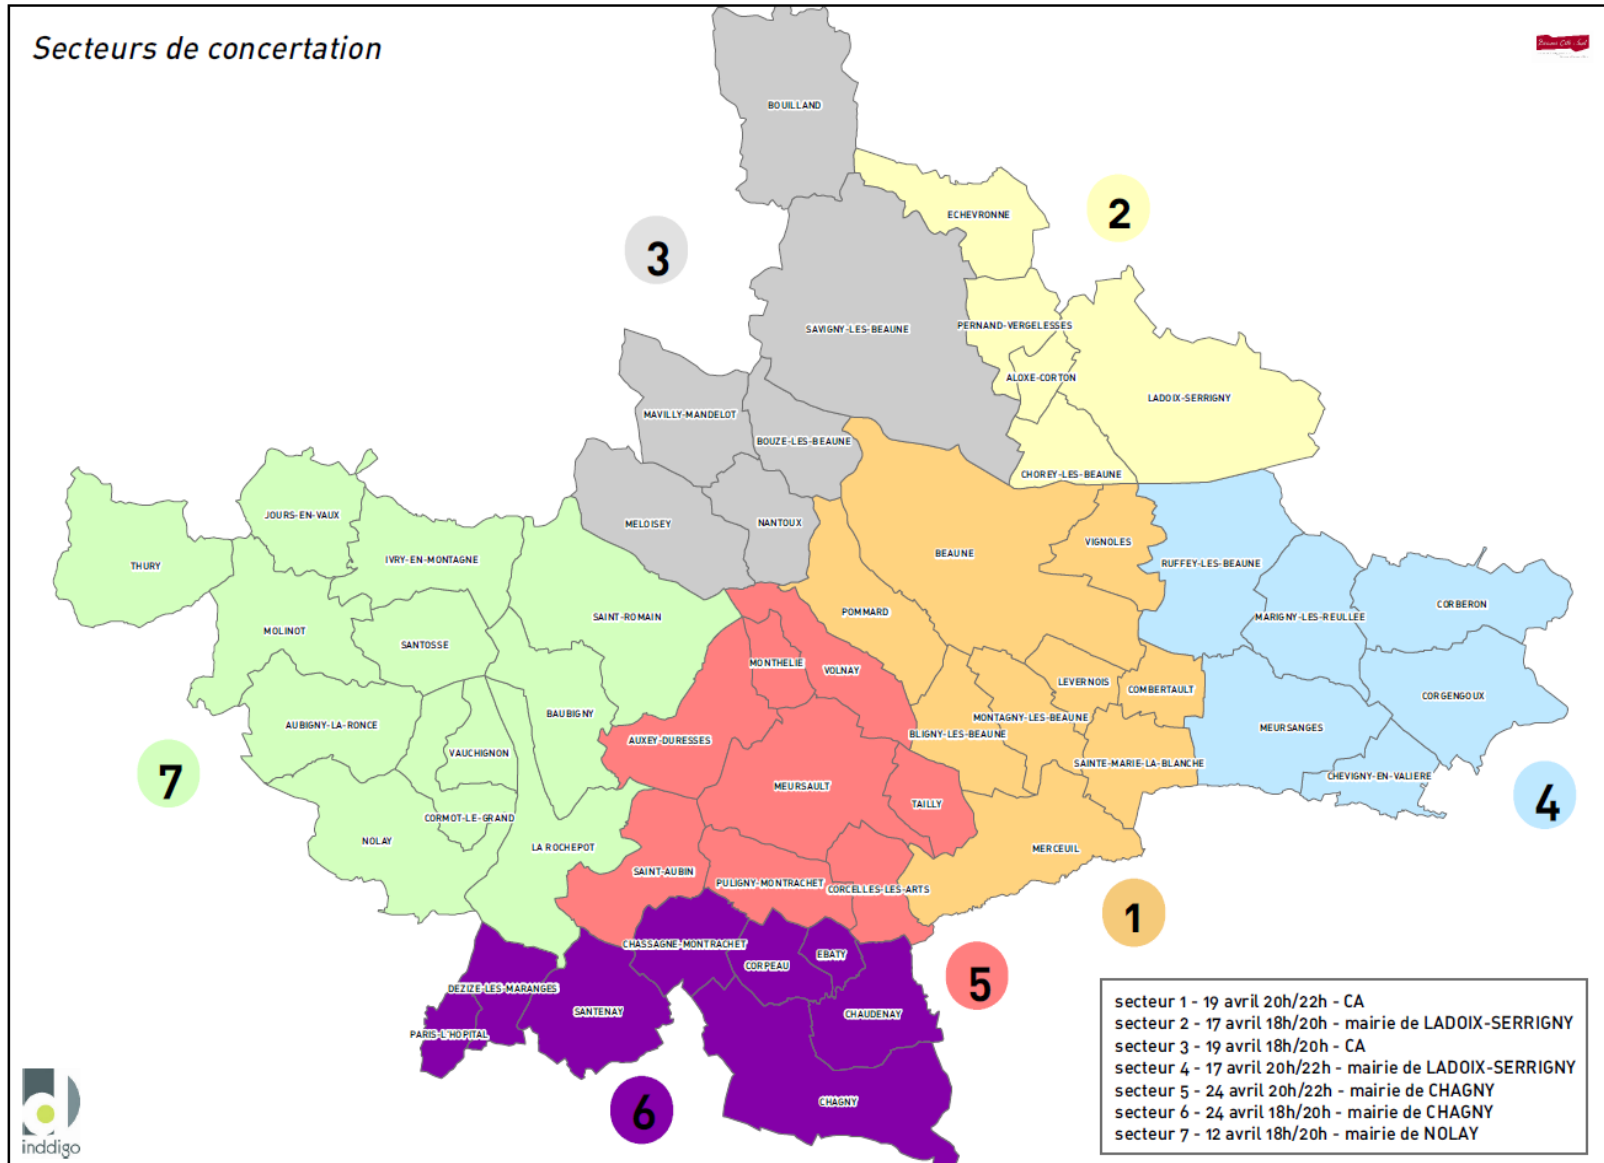 Secteurs de concertation
BOUILLAND
ECHEVRONNE
2
3
SAVIGNY-LES-BEAUNE
PERNAND-VERGELESSES
ALOXE-CORTON
LADOIX-SERRIGNY
MAVILLY-MANDELOT
BOUZE-LES-BEAUNE
CHOREY-LES-BEAUNE
JOURS-EN-VAUX
MELOISEY
NANTOUX
BEAUNE
VIGNOLES
THURY
IVRY-EN-MONTAGNE
RUFFEY-LES-BEAUNE
CORBERON
POMMARD
SAINT-ROMAIN
MARIGNY-LES-REULLEE
MOLINOT
SANTOSSE
MONTHELIE
VOLNAY
LEVERNOIS
COMBERTAULT
CORGENGOUX
AUBIGNY-LA-RONCE
BAUBIGNY
MONTAGNY-LES-BEAUNE
MEURSANGES
AUXEY-DURESSES
BLIGNY-LES-BEAUNE
VAUCHIGNON
SAINTE-MARIE-LA-BLANCHE
CHEVIGNY-EN-VALIERE
7
MEURSAULT
TAILLY
4
CORMOT-LE-GRAND
NOLAY
LA ROCHEPOT
MERCEUIL
SAINT-AUBIN
PULIGNY-MONTRACHET
CORCELLES-LES-ARTS
1
CHASSAGNE-MONTRACHET
EBATY
CORPEAU
5
DEZIZE-LES-MARANGES
SANTENAY
CHAUDENAY
PARIS-L'HOPITAL
CHAGNY
6
secteur 1 - 19 avril 20h/22h - CA
secteur 2 - 17 avril 18h/20h - mairie de LADOIX-SERRIGNY
secteur 3 - 19 avril 18h/20h - CA
secteur 4 - 17 avril 20h/22h - mairie de LADOIX-SERRIGNY
secteur 5 - 24 avril 20h/22h - mairie de CHAGNY
secteur 6 - 24 avril 18h/20h - mairie de CHAGNY
secteur 7 - 12 avril 18h/20h - mairie de NOLAY
inddigo